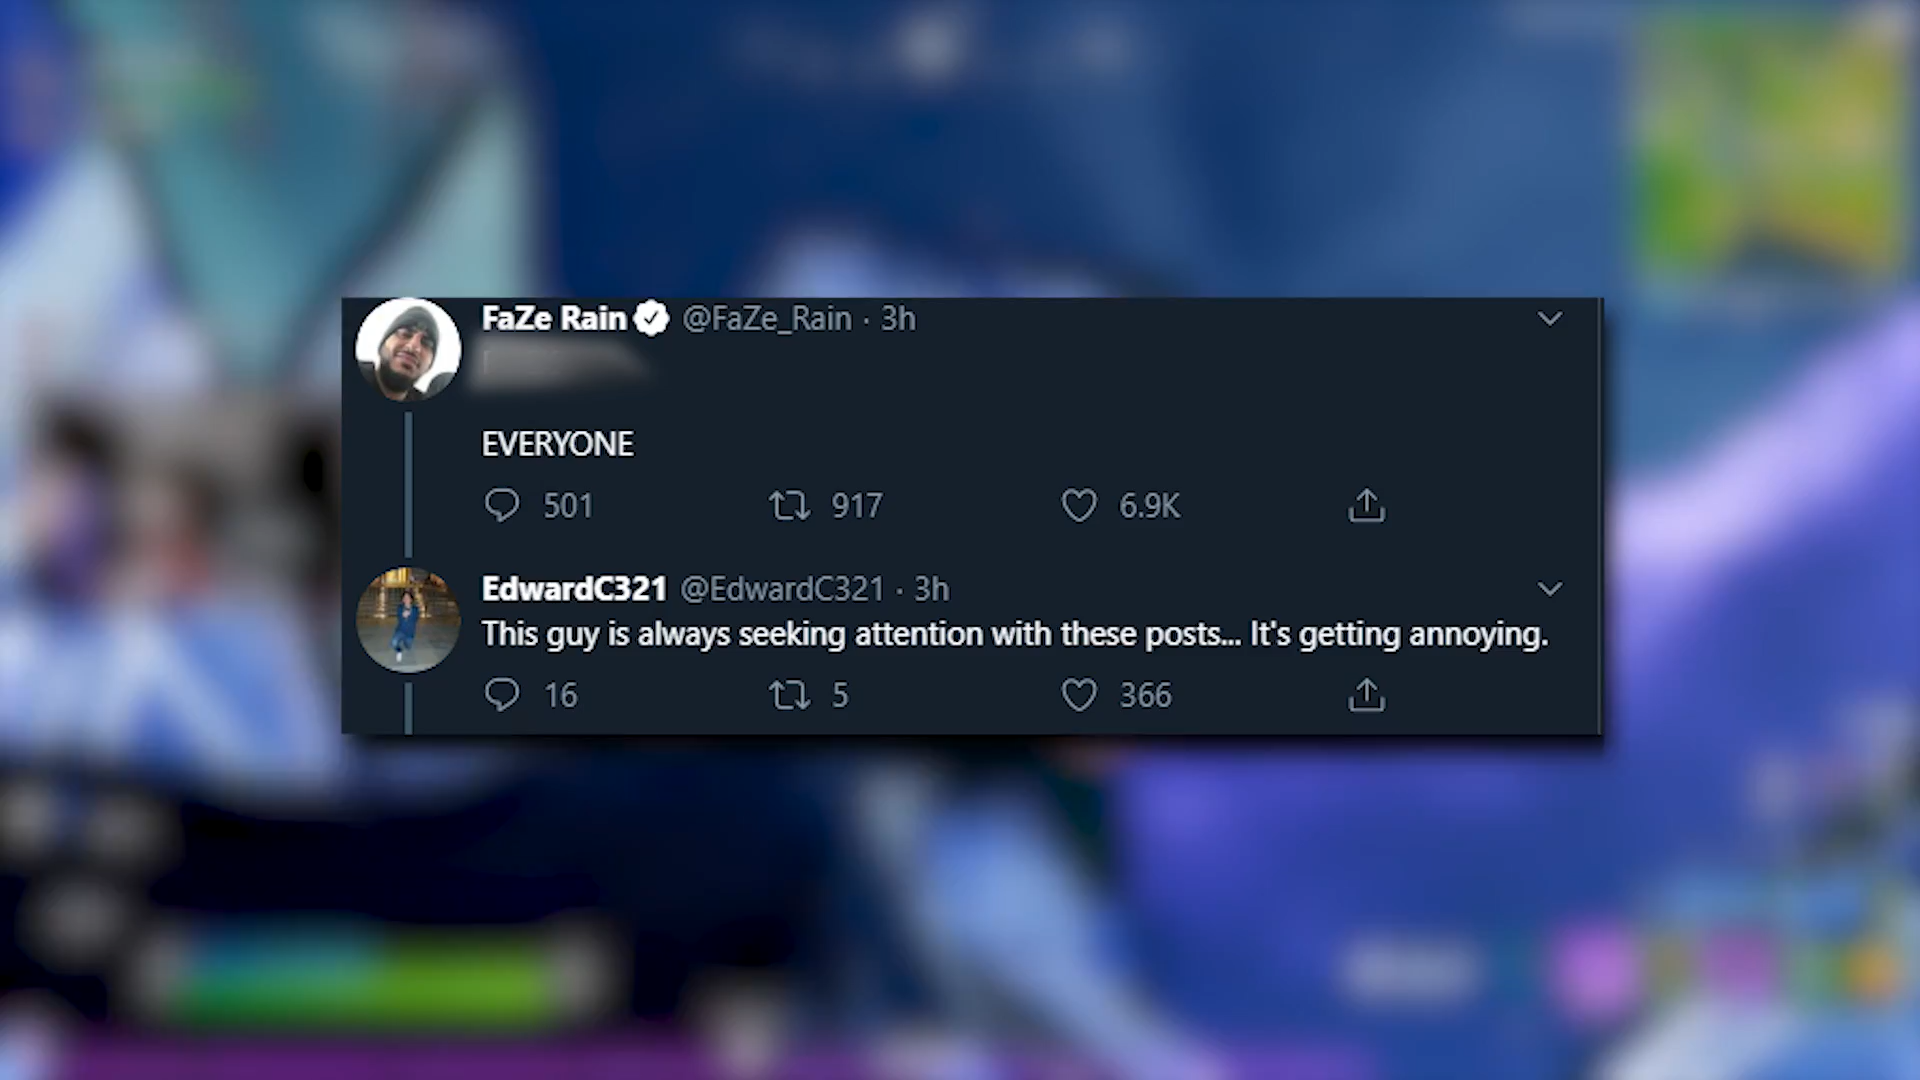 FaZe Rain @FaZe_Rain · 3h
EVERYONE
501 917 6.9K
EdwardC321 @EdwardC321 · 3h
This guy is always seeking attention with these posts... It's getting annoying.
16 5 366